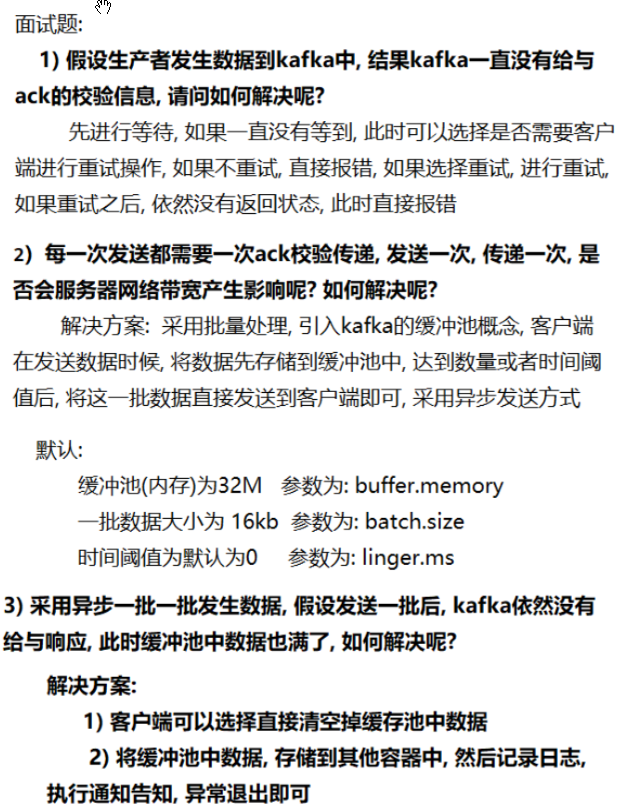 面试题:
1) 假设生产者发生数据到kafka中, 结果kafka一直没有给与
ack的校验信息, 请问如何解决呢?
先进行等待, 如果一直没有等到, 此时可以选择是否需要客户
端进行重试操作, 如果不重试, 直接报错, 如果选择重试, 进行重试,
如果重试之后, 依然没有返回状态, 此时直接报错
2）每一次发送都需要一次ack校验传递, 发送一次, 传递一次, 是
否会服务器网络带宽产生影响呢? 如何解决呢?
解决方案: 采用批量处理, 引入kafka的缓冲池概念, 客户端
在发送数据时候, 将数据先存储到缓冲池中, 达到数量或者时间阈
值后, 将这一批数据直接发送到客户端即可, 采用异步发送方式
默认:
缓冲池(内存)为32M 参数为: buffer.memory
一批数据大小为 16kb 参数为: batch.size
时间阈值为默认为0 参数为: linger.ms
3) 采用异步一批一批发生数据, 假设发送一批后, kafka依然没有
给与响应, 此时缓冲池中数据也满了, 如何解决呢?
解决方案:
1) 客户端可以选择直接清空掉缓存池中数据
2) 将缓冲池中数据, 存储到其他容器中, 然后记录日志,
执行通知告知, 异常退出即可